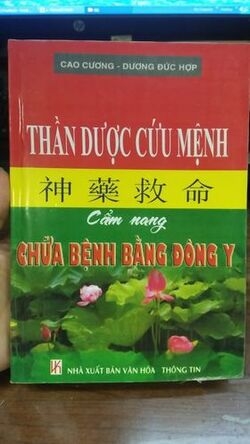 CAO CƯƠNG - DƯƠNG ĐỨC HỢP
THẦN DƯỢC CỨU MỆNH
神藥救命
Cẩm nang
CHỮA BỆNH BẰNG ĐÔNG Y
NHÀ XUẤT BẢN VĂN HÓA THÔNG TIN